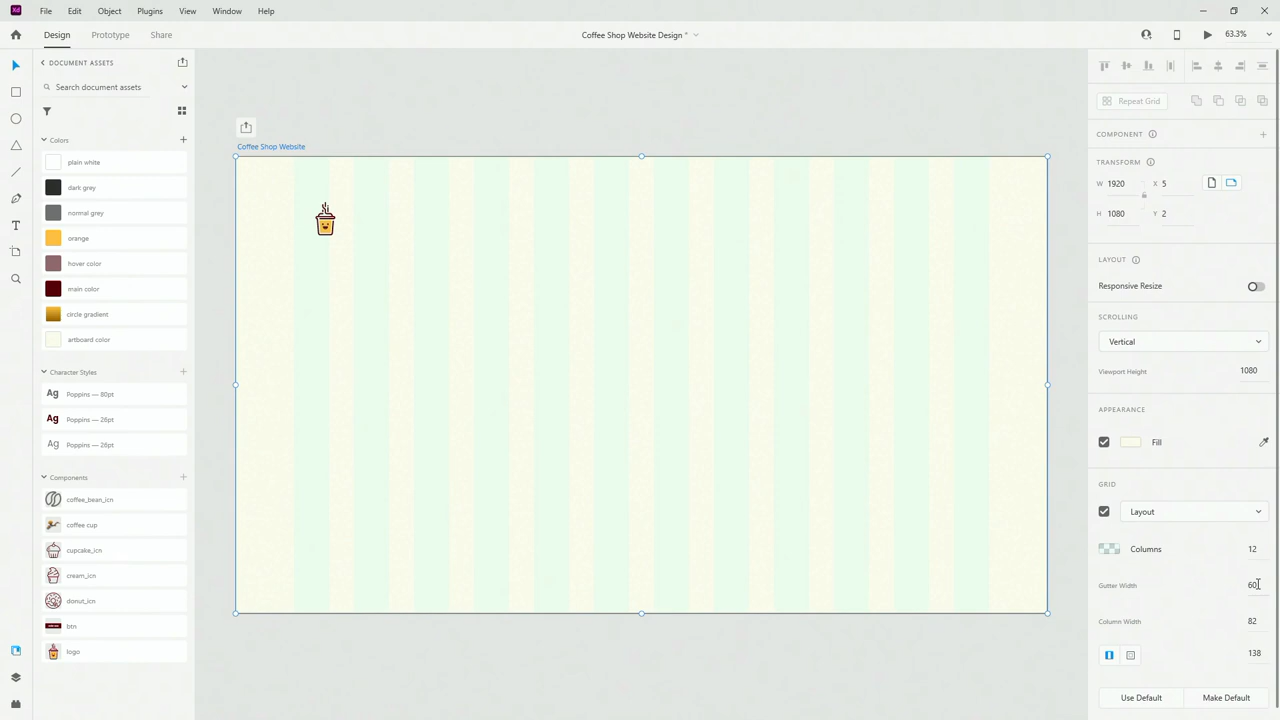 Xd File Edit Object Plugins View Window Help
Design Prototype Share Coffee Shop Website Design * 63.3%
DOCUMENT ASSETS
Search document assets
Colors
plain white
dark grey
normal grey
orange
hover color
main color
circle gradient
artboard color
Character Styles
Ag Poppins — 80pt
Ag Poppins — 26pt
Ag Poppins — 26pt
Components
coffee_bean_icn
coffee cup
cupcake_icn
cream_icn
donut_icn
btn
logo
Coffee Shop Website
Repeat Grid
COMPONENT
TRANSFORM
W 1920 X 5
H 1080 Y 2
LAYOUT
Responsive Resize
SCROLLING
Vertical
Viewport Height 1080
APPEARANCE
Fill
GRID
Layout
Columns 12
Gutter Width 60
Column Width 82
138
Use Default Make Default